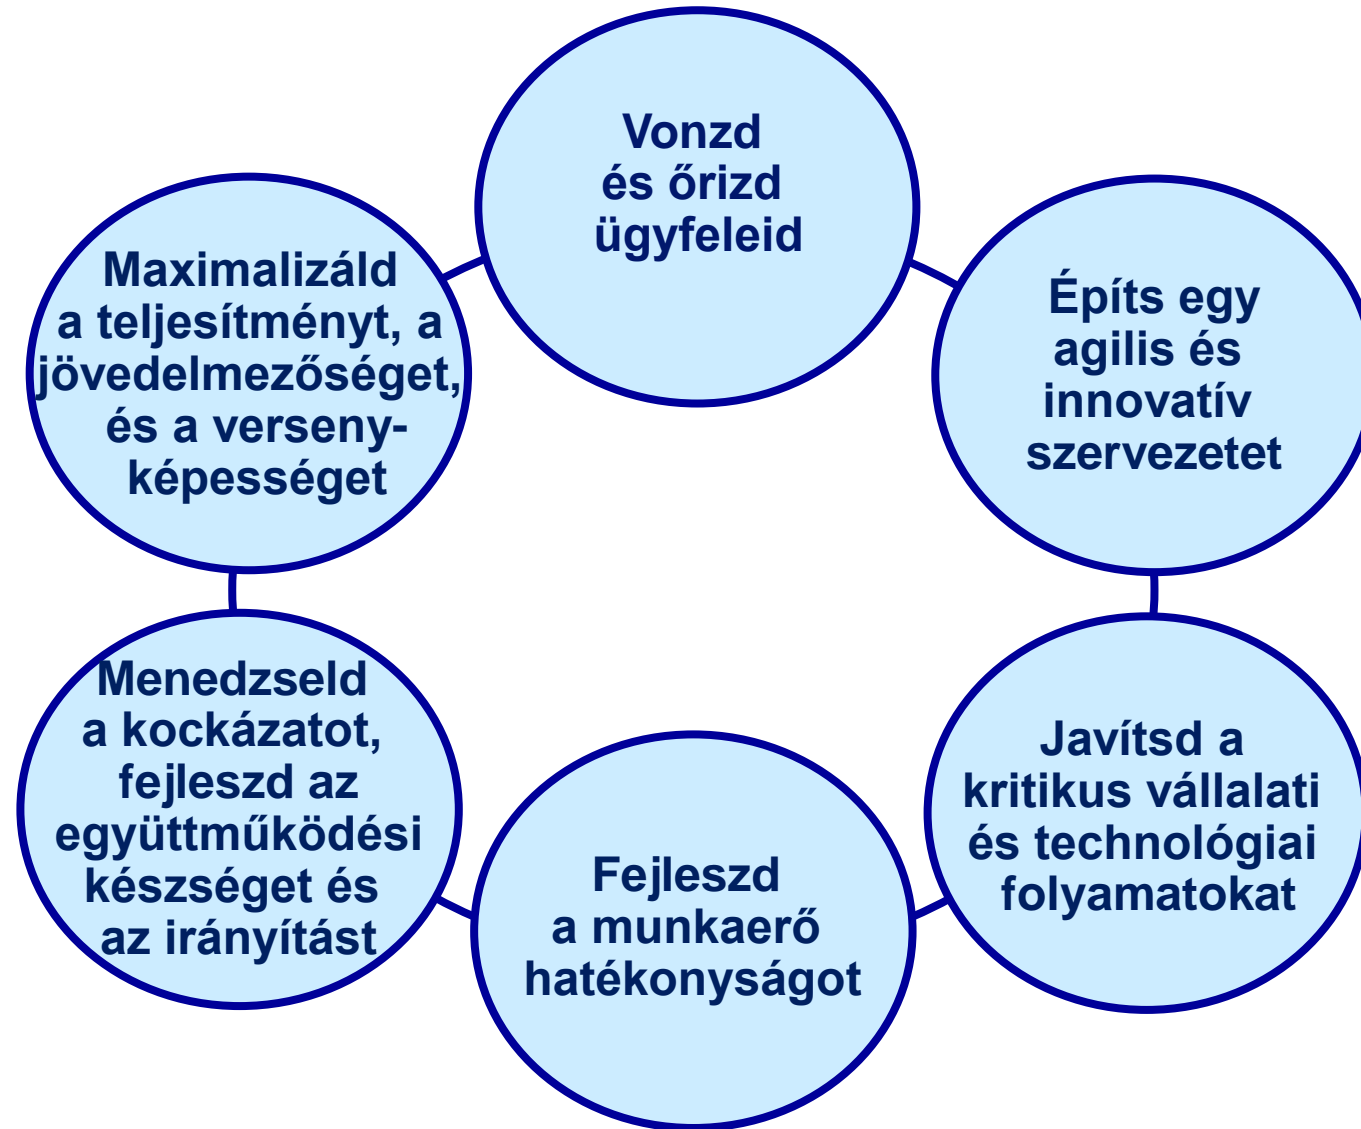 Vonzd
és őrizd
ügyfeleid
Építs egy
agilis és
innovatív
szervezetet
Javítsd a
kritikus vállalati
és technológiai
folyamatokat
Fejleszd
a munkaerő
hatékonyságot
Menedzseld
a kockázatot,
fejleszd az
együttműködési
készséget és
az irányítást
Maximalizáld
a teljesítményt, a
jövedelmezőséget,
és a verseny-
képességet